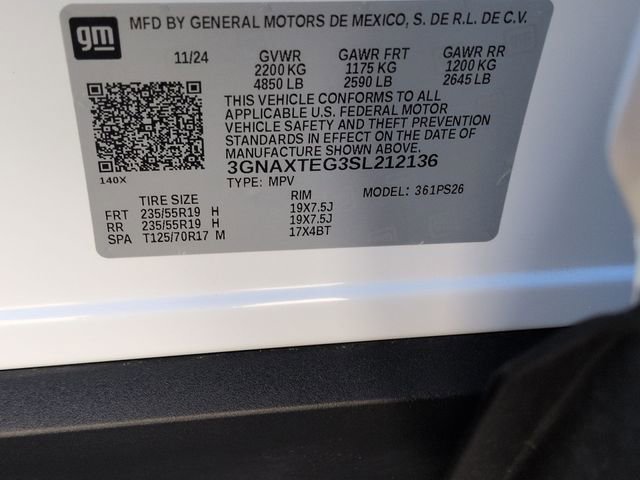 gm
MFD BY GENERAL MOTORS DE MEXICO, S. DE R.L. DE C.V.
11/24 GVWR GAWR FRT GAWR RR
2200 KG 1175 KG 1200 KG
4850 LB 2590 LB 2645 LB
THIS VEHICLE CONFORMS TO ALL
APPLICABLE U.S. FEDERAL MOTOR
VEHICLE SAFETY AND THEFT PREVENTION
STANDARDS IN EFFECT ON THE DATE OF
MANUFACTURE SHOWN ABOVE.
3GNAXTEG3SL212136
140X
TYPE: MPV MODEL: 361PS26
TIRE SIZE RIM
FRT 235/55R19 H 19X7.5J
RR 235/55R19 H 19X7.5J
SPA T125/70R17 M 17X4BT